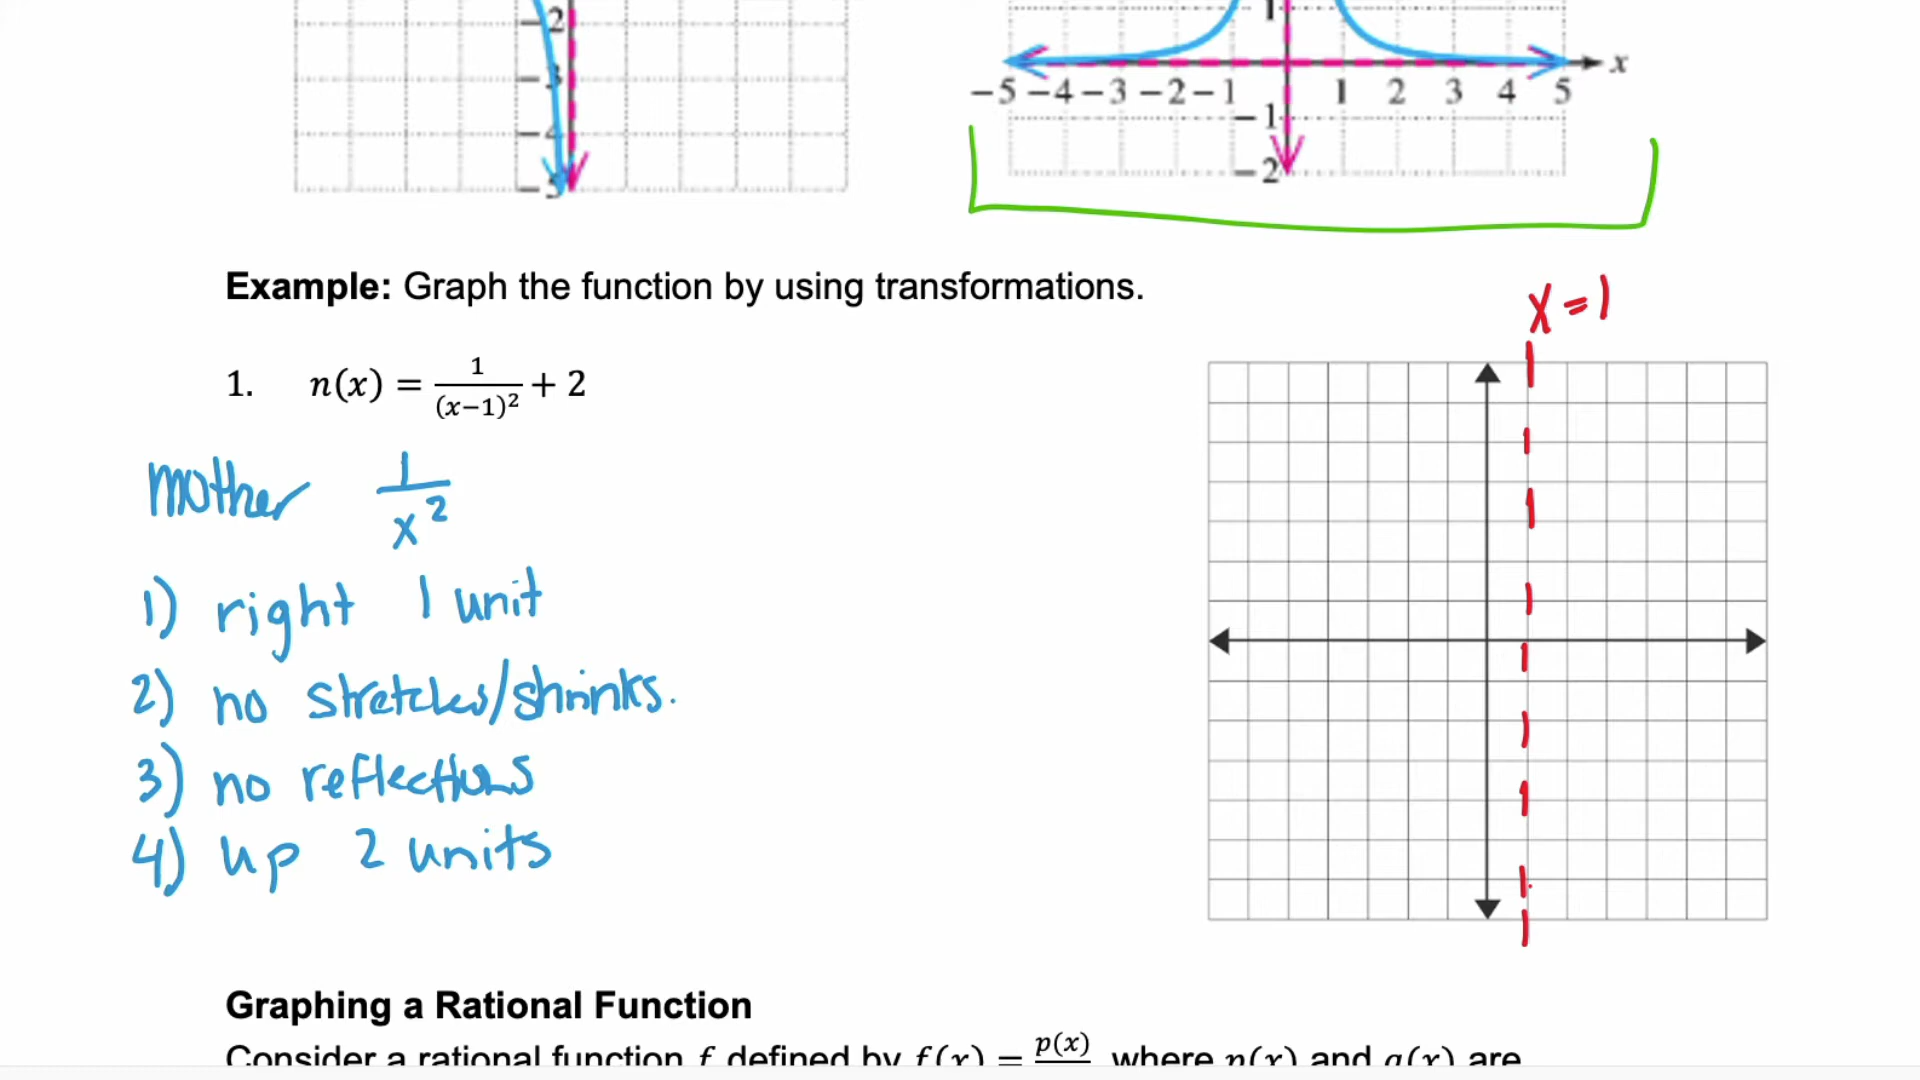 -2
-3
-4
-5
1
x
-5 -4 -3 -2 -1 1 2 3 4 5
-1
-2
Example: Graph the function by using transformations.
x = 1
1. n(x) = 1/(x−1)² + 2
mother 1/x²
1) right 1 unit
2) no stretches/shrinks.
3) no reflections
4) up 2 units
Graphing a Rational Function
Consider a rational function f defined by f(x) = p(x) where p(x) and q(x) are